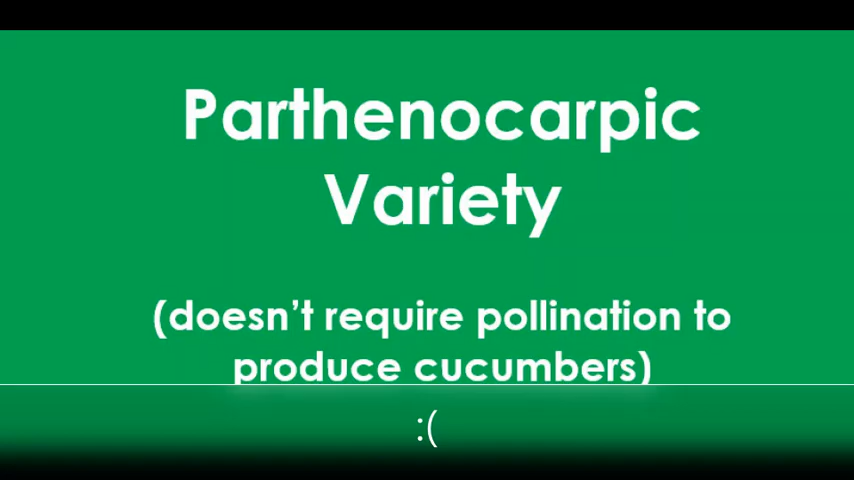 Parthenocarpic
Variety
(doesn’t require pollination to
produce cucumbers)
:(